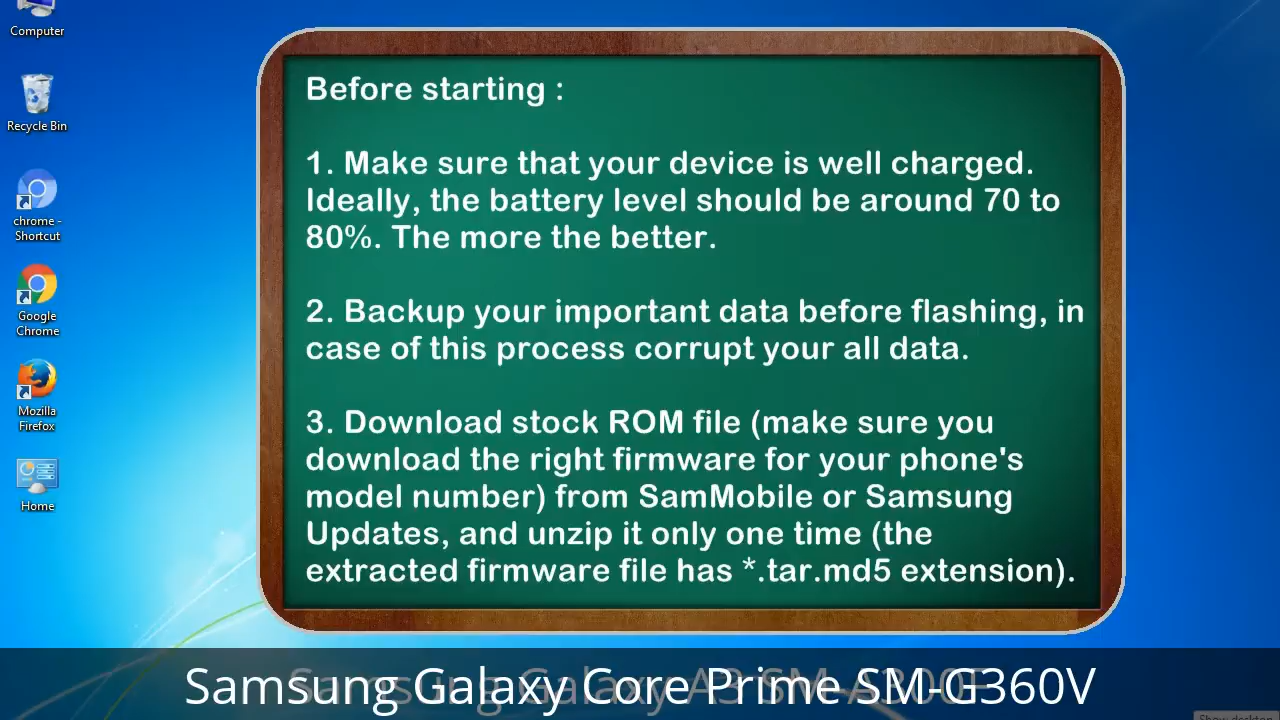 Computer
Recycle Bin
chrome -
Shortcut
Google
Chrome
Mozilla
Firefox
Home
Before starting :
1. Make sure that your device is well charged.
Ideally, the battery level should be around 70 to
80%. The more the better.
2. Backup your important data before flashing, in
case of this process corrupt your all data.
3. Download stock ROM file (make sure you
download the right firmware for your phone's
model number) from SamMobile or Samsung
Updates, and unzip it only one time (the
extracted firmware file has *.tar.md5 extension).
Samsung Galaxy Core Prime SM-G360V
Show desktop